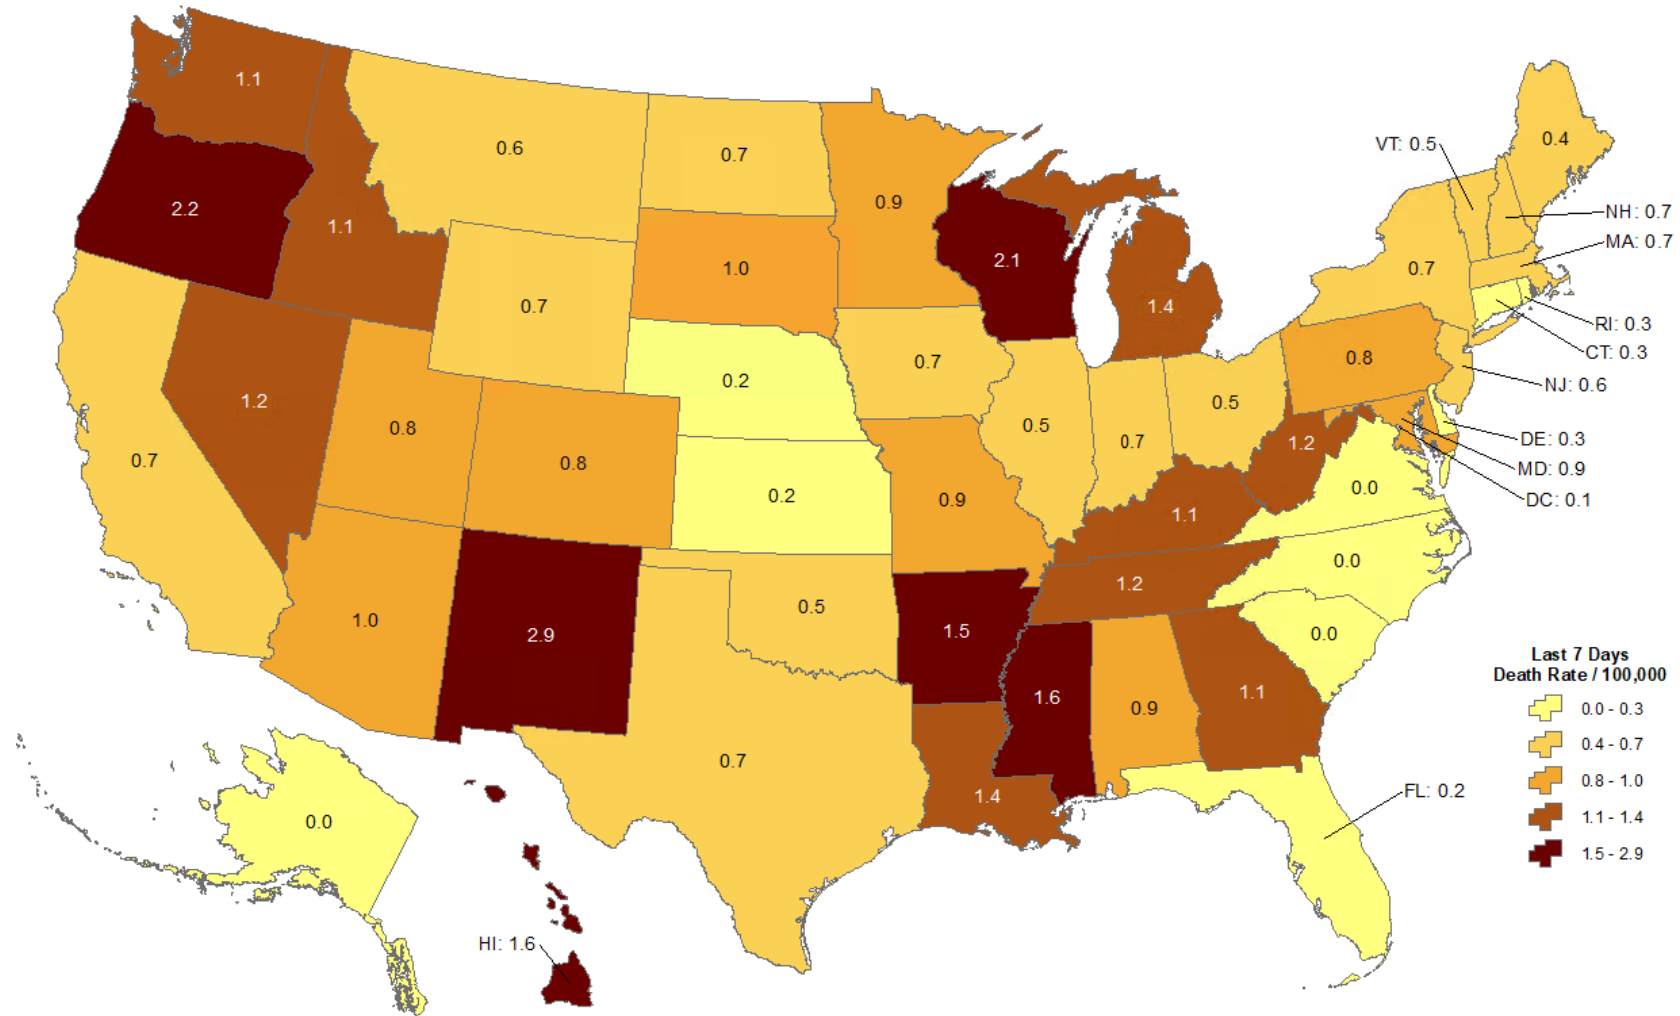 1.1
2.2
1.1
0.6
0.7
0.9
1.0
0.7
2.1
1.4
0.7
0.2
0.7
1.2
0.8
0.8
0.2
0.9
0.5
0.7
0.5
1.2
1.1
0.8
0.7
0.4
VT: 0.5
NH: 0.7
MA: 0.7
RI: 0.3
CT: 0.3
NJ: 0.6
DE: 0.3
MD: 0.9
DC: 0.1
0.0
0.0
0.0
1.2
1.0
2.9
0.5
1.5
1.6
0.9
1.1
0.7
1.4
FL: 0.2
0.0
HI: 1.6
Last 7 Days
Death Rate / 100,000
0.0 - 0.3
0.4 - 0.7
0.8 - 1.0
1.1 - 1.4
1.5 - 2.9